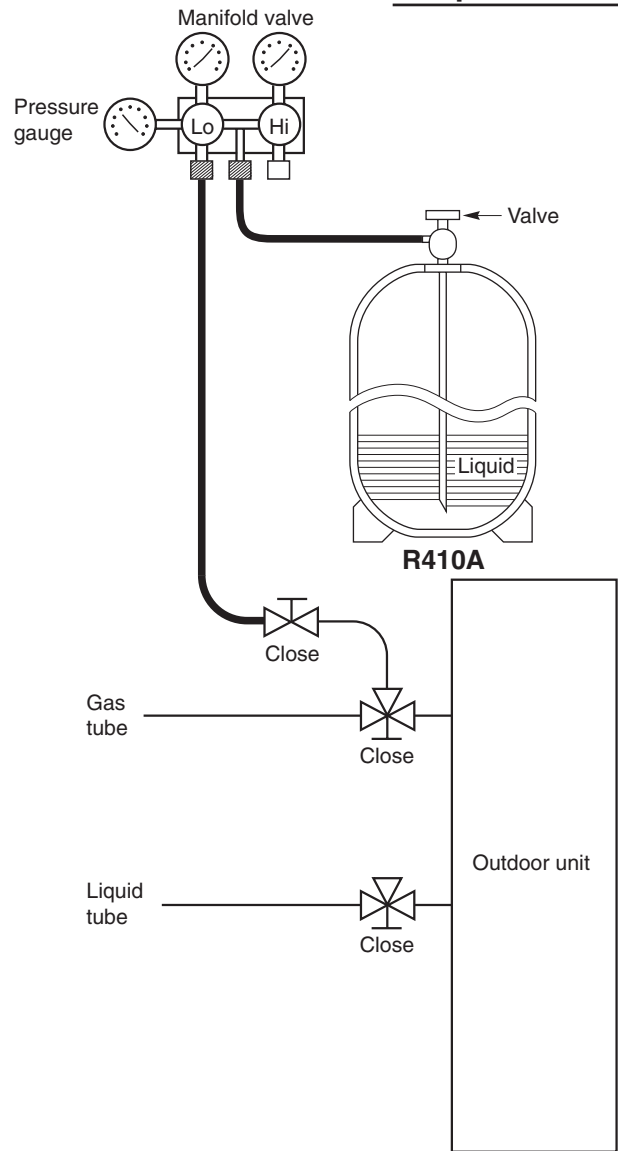 Manifold valve
Pressure
gauge
Lo
Hi
Valve
Liquid
R410A
Close
Gas
tube
Close
Outdoor unit
Liquid
tube
Close